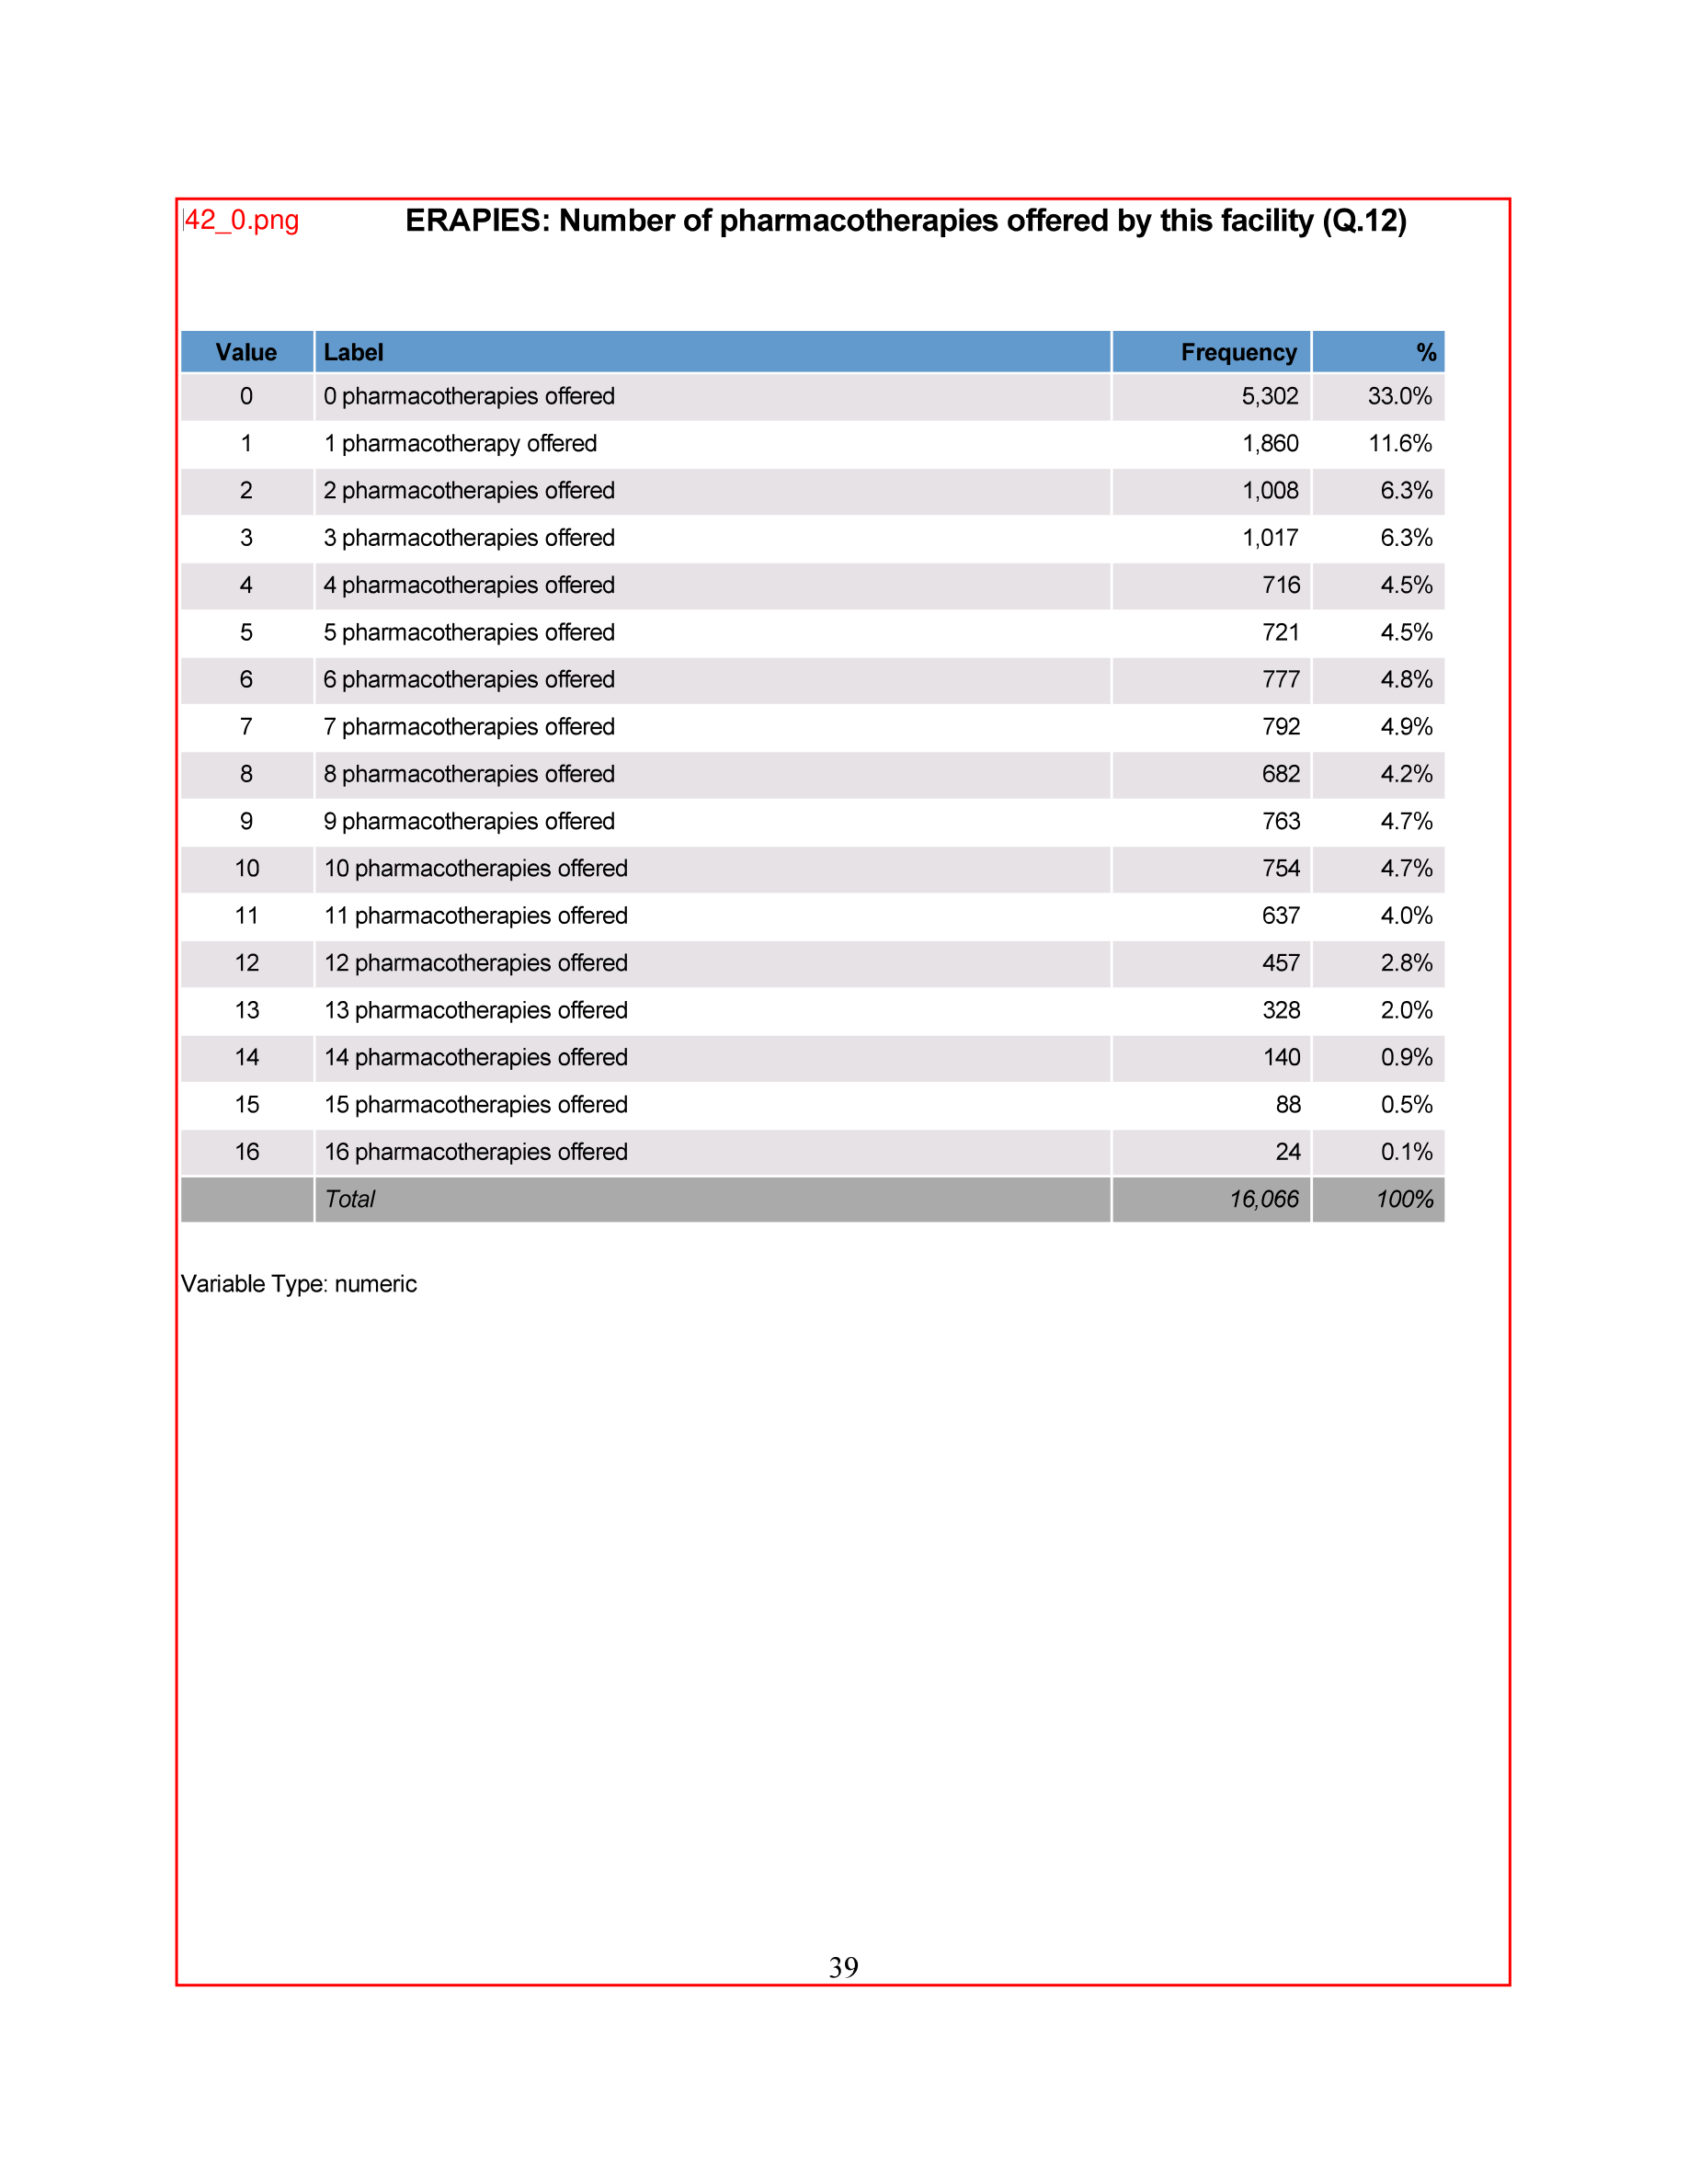 42_0.png ERAPIES: Number of pharmacotherapies offered by this facility (Q.12)
Value Label Frequency %
0 0 pharmacotherapies offered 5,302 33.0%
1 1 pharmacotherapy offered 1,860 11.6%
2 2 pharmacotherapies offered 1,008 6.3%
3 3 pharmacotherapies offered 1,017 6.3%
4 4 pharmacotherapies offered 716 4.5%
5 5 pharmacotherapies offered 721 4.5%
6 6 pharmacotherapies offered 777 4.8%
7 7 pharmacotherapies offered 792 4.9%
8 8 pharmacotherapies offered 682 4.2%
9 9 pharmacotherapies offered 763 4.7%
10 10 pharmacotherapies offered 754 4.7%
11 11 pharmacotherapies offered 637 4.0%
12 12 pharmacotherapies offered 457 2.8%
13 13 pharmacotherapies offered 328 2.0%
14 14 pharmacotherapies offered 140 0.9%
15 15 pharmacotherapies offered 88 0.5%
16 16 pharmacotherapies offered 24 0.1%
Total 16,066 100%
Variable Type: numeric
39